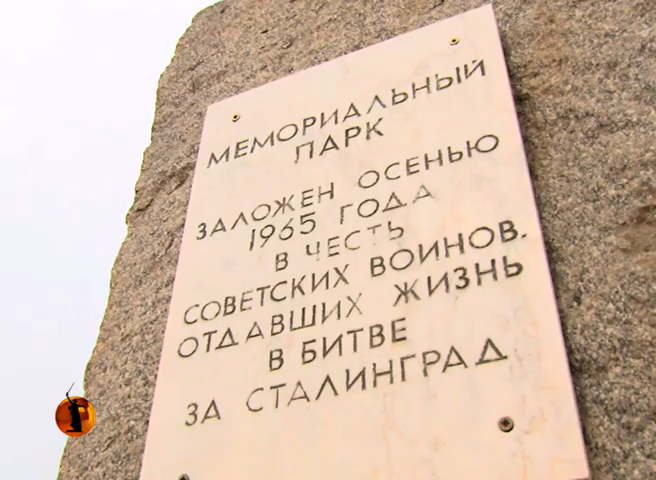 МЕМОРИАЛЬНЫЙ
ПАРК
ЗАЛОЖЕН ОСЕНЬЮ
1965 ГОДА
В ЧЕСТЬ
СОВЕТСКИХ ВОИНОВ.
ОТДАВШИХ ЖИЗНЬ
В БИТВЕ
ЗА СТАЛИНГРАД